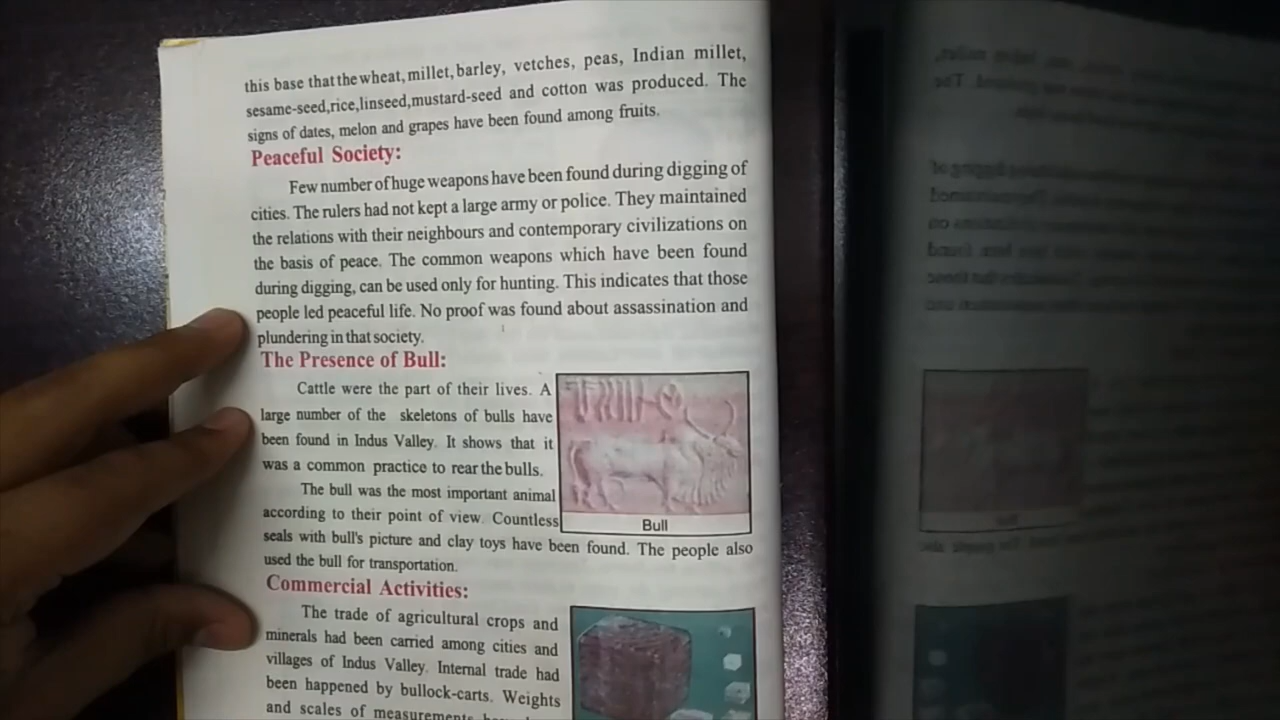 this base that the wheat, millet, barley, vetches, peas, Indian millet,
sesame-seed,rice,linseed,mustard-seed and cotton was produced. The
signs of dates, melon and grapes have been found among fruits.
Peaceful Society:
Few number of huge weapons have been found during digging of
cities. The rulers had not kept a large army or police. They maintained
the relations with their neighbours and contemporary civilizations on
the basis of peace. The common weapons which have been found
during digging, can be used only for hunting. This indicates that those
people led peaceful life. No proof was found about assassination and
plundering in that society.
The Presence of Bull:
Cattle were the part of their lives. A
large number of the skeletons of bulls have
been found in Indus Valley. It shows that it
was a common practice to rear the bulls.
The bull was the most important animal
according to their point of view. Countless
seals with bull's picture and clay toys have been found. The people also
used the bull for transportation.
Bull
Commercial Activities:
The trade of agricultural crops and
minerals had been carried among cities and
villages of Indus Valley. Internal trade had
been happened by bullock-carts. Weights
and scales of measurements